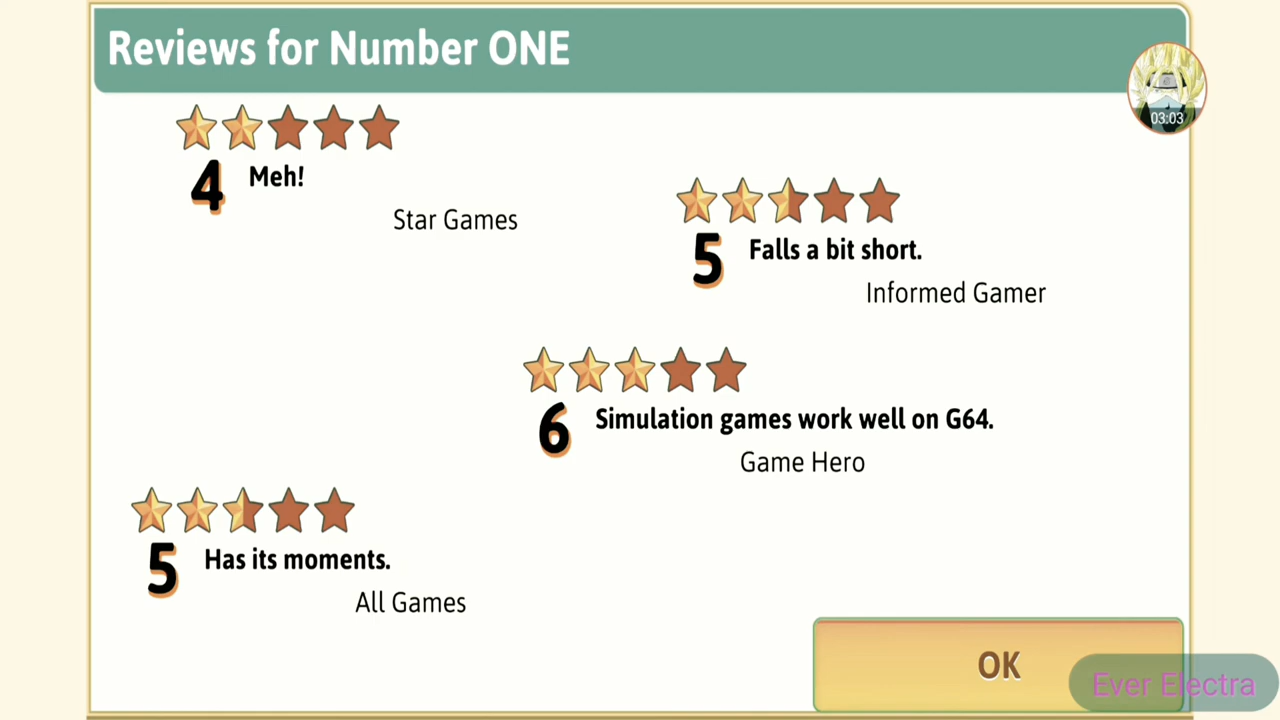 Reviews for Number ONE
03:03
4 Meh!
Star Games
5 Falls a bit short.
Informed Gamer
6 Simulation games work well on G64.
Game Hero
5 Has its moments.
All Games
OK
Ever Electra